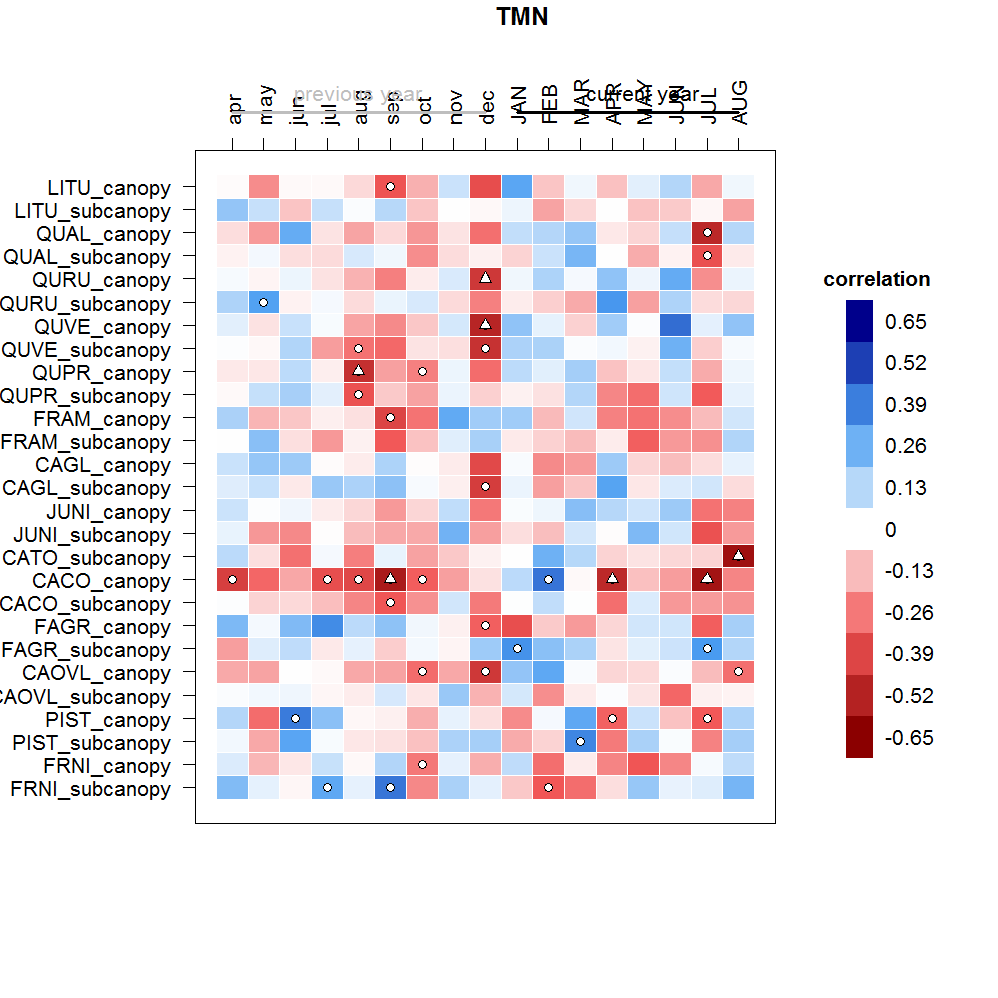 TMN
previous year
current year
apr
may
jun
jul
aug
sep
oct
nov
dec
JAN
FEB
MAR
APR
MAY
JUN
JUL
AUG
LITU_canopy
LITU_subcanopy
QUAL_canopy
QUAL_subcanopy
QURU_canopy
QURU_subcanopy
QUVE_canopy
QUVE_subcanopy
QUPR_canopy
QUPR_subcanopy
FRAM_canopy
FRAM_subcanopy
CAGL_canopy
CAGL_subcanopy
JUNI_canopy
JUNI_subcanopy
CATO_subcanopy
CACO_canopy
CACO_subcanopy
FAGR_canopy
FAGR_subcanopy
CAOVL_canopy
CAOVL_subcanopy
PIST_canopy
PIST_subcanopy
FRNI_canopy
FRNI_subcanopy
correlation
0.65
0.52
0.39
0.26
0.13
0
-0.13
-0.26
-0.39
-0.52
-0.65